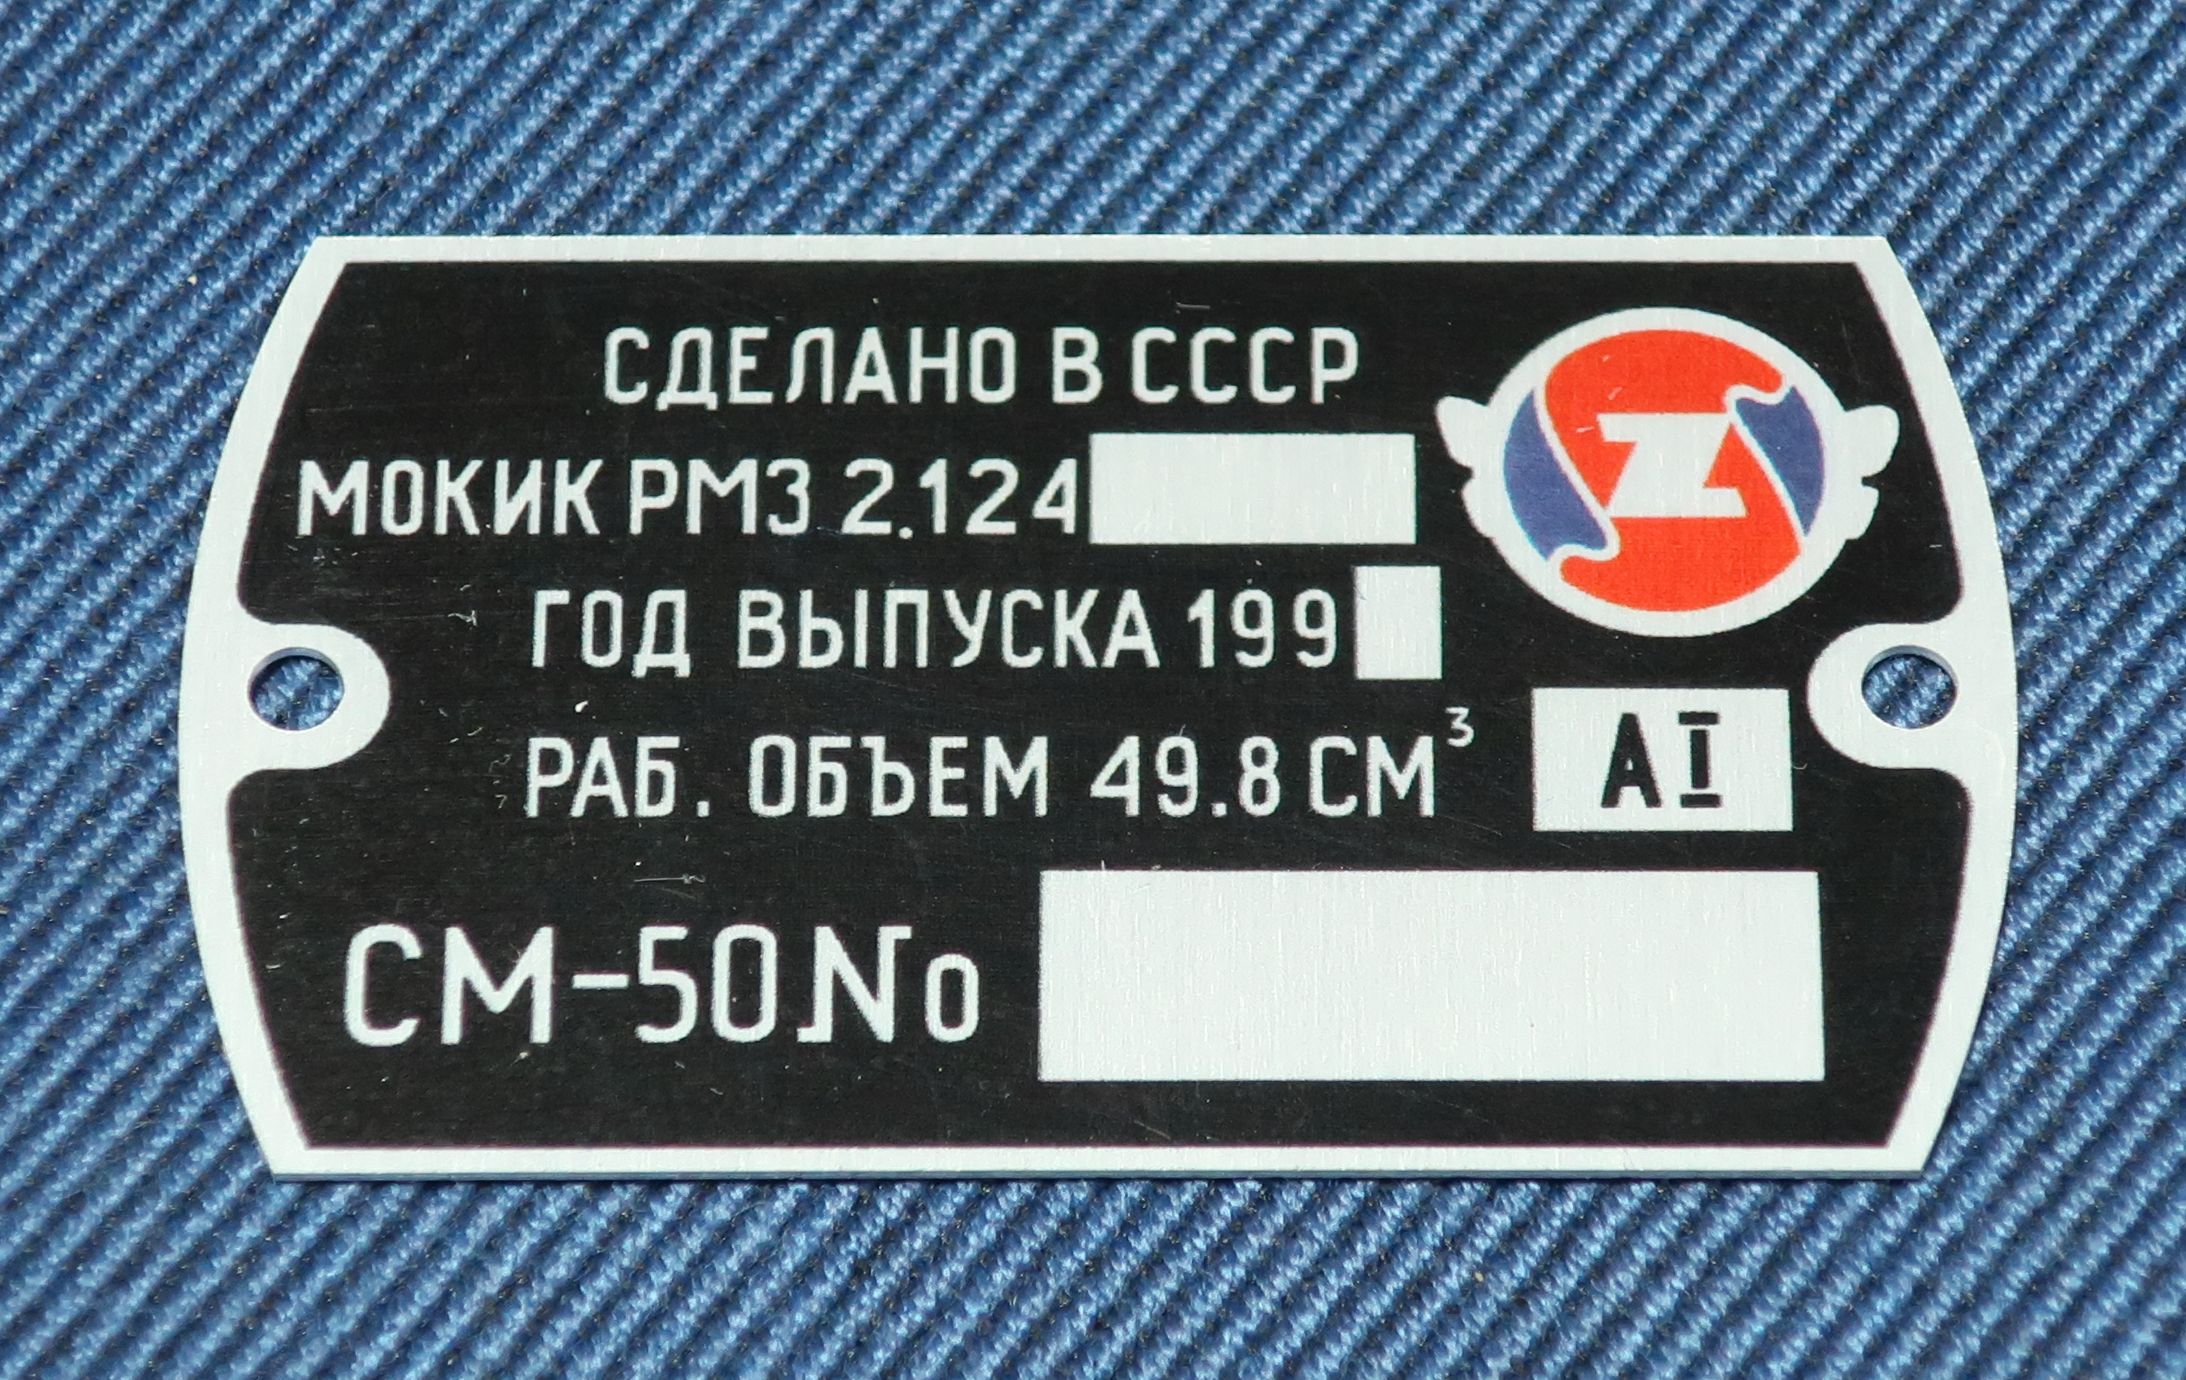 СДЕЛАНО В СССР
Z
МОКИК РМЗ 2.124
ГОД ВЫПУСКА 199
РАБ. ОБЪЕМ 49.8 СМ³
АI
СМ-50 №